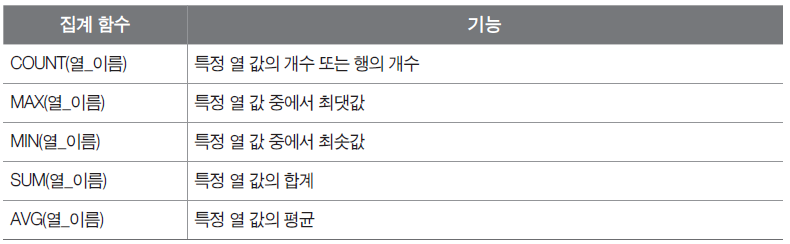 집계 함수 기능
COUNT(열_이름) 특정 열 값의 개수 또는 행의 개수
MAX(열_이름) 특정 열 값 중에서 최댓값
MIN(열_이름) 특정 열 값 중에서 최솟값
SUM(열_이름) 특정 열 값의 합계
AVG(열_이름) 특정 열 값의 평균